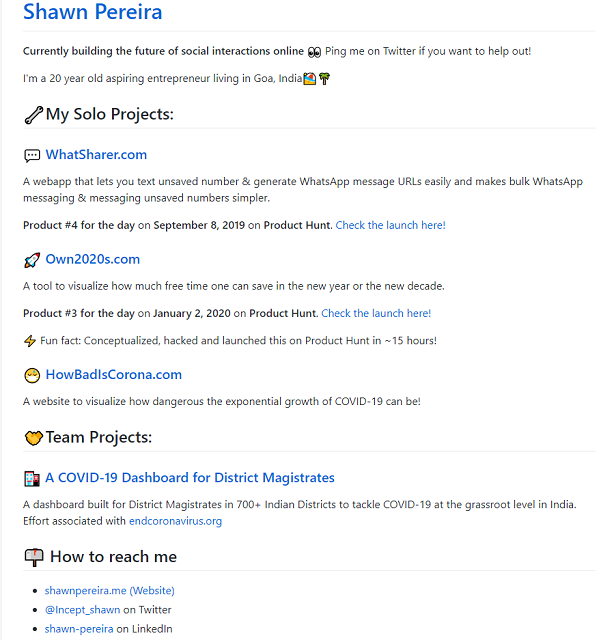 Shawn Pereira
Currently building the future of social interactions online 👀 Ping me on Twitter if you want to help out!
I'm a 20 year old aspiring entrepreneur living in Goa, India🏖️🌴
🦴My Solo Projects:
💬 WhatSharer.com
A webapp that lets you text unsaved number & generate WhatsApp message URLs easily and makes bulk WhatsApp
messaging & messaging unsaved numbers simpler.
Product #4 for the day on September 8, 2019 on Product Hunt. Check the launch here!
🚀 Own2020s.com
A tool to visualize how much free time one can save in the new year or the new decade.
Product #3 for the day on January 2, 2020 on Product Hunt. Check the launch here!
⚡ Fun fact: Conceptualized, hacked and launched this on Product Hunt in ~15 hours!
😷 HowBadIsCorona.com
A website to visualize how dangerous the exponential growth of COVID-19 can be!
🤝Team Projects:
🏥 A COVID-19 Dashboard for District Magistrates
A dashboard built for District Magistrates in 700+ Indian Districts to tackle COVID-19 at the grassroot level in India.
Effort associated with endcoronavirus.org
📫 How to reach me
• shawnpereira.me (Website)
• @Incept_shawn on Twitter
• shawn-pereira on LinkedIn